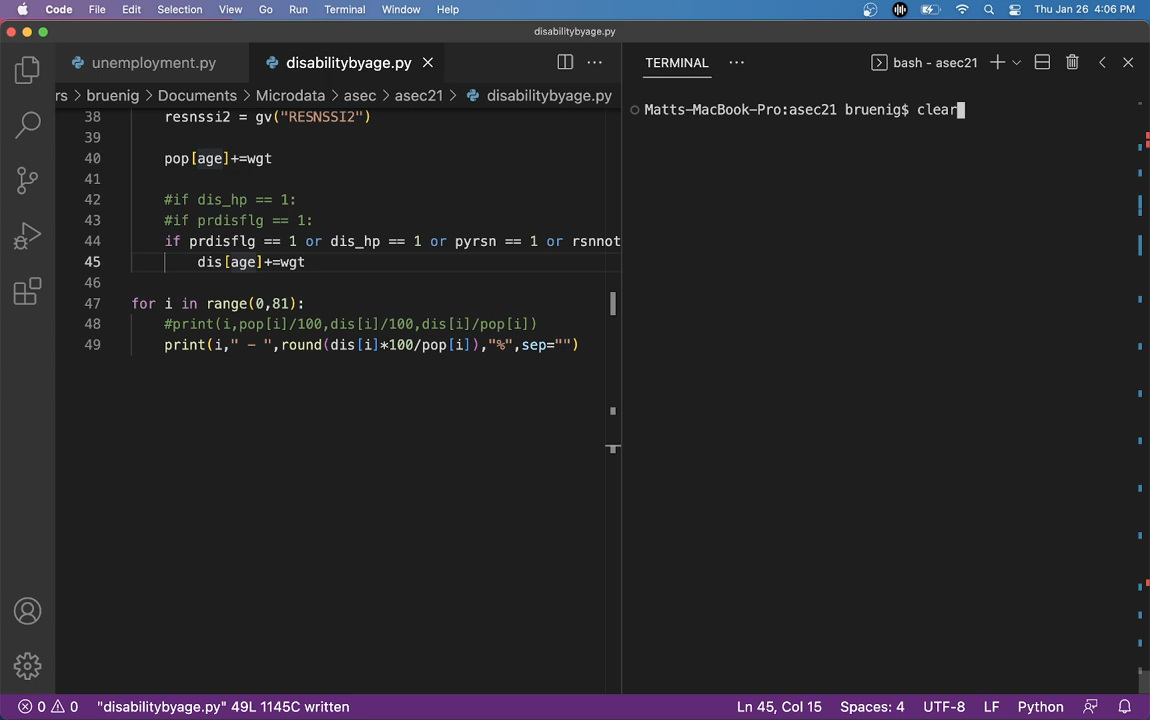 Code File Edit Selection View Go Run Terminal Window Help Thu Jan 26 4:06 PM
disabilitybyage.py
unemployment.py disabilitybyage.py TERMINAL bash - asec21
rs > bruenig > Documents > Microdata > asec > asec21 > disabilitybyage.py
Matts-MacBook-Pro:asec21 bruenig$ clear
38 resnssi2 = gv("RESNSSI2")
39
40 pop[age]+=wgt
41
42 #if dis_hp == 1:
43 #if prdisflg == 1:
44 if prdisflg == 1 or dis_hp == 1 or pyrsn == 1 or rsnnot
45 dis[age]+=wgt
46
47 for i in range(0,81):
48 #print(i,pop[i]/100,dis[i]/100,dis[i]/pop[i])
49 print(i," - ",round(dis[i]*100/pop[i]),"%",sep="")
0 0 "disabilitybyage.py" 49L 1145C written Ln 45, Col 15 Spaces: 4 UTF-8 LF Python